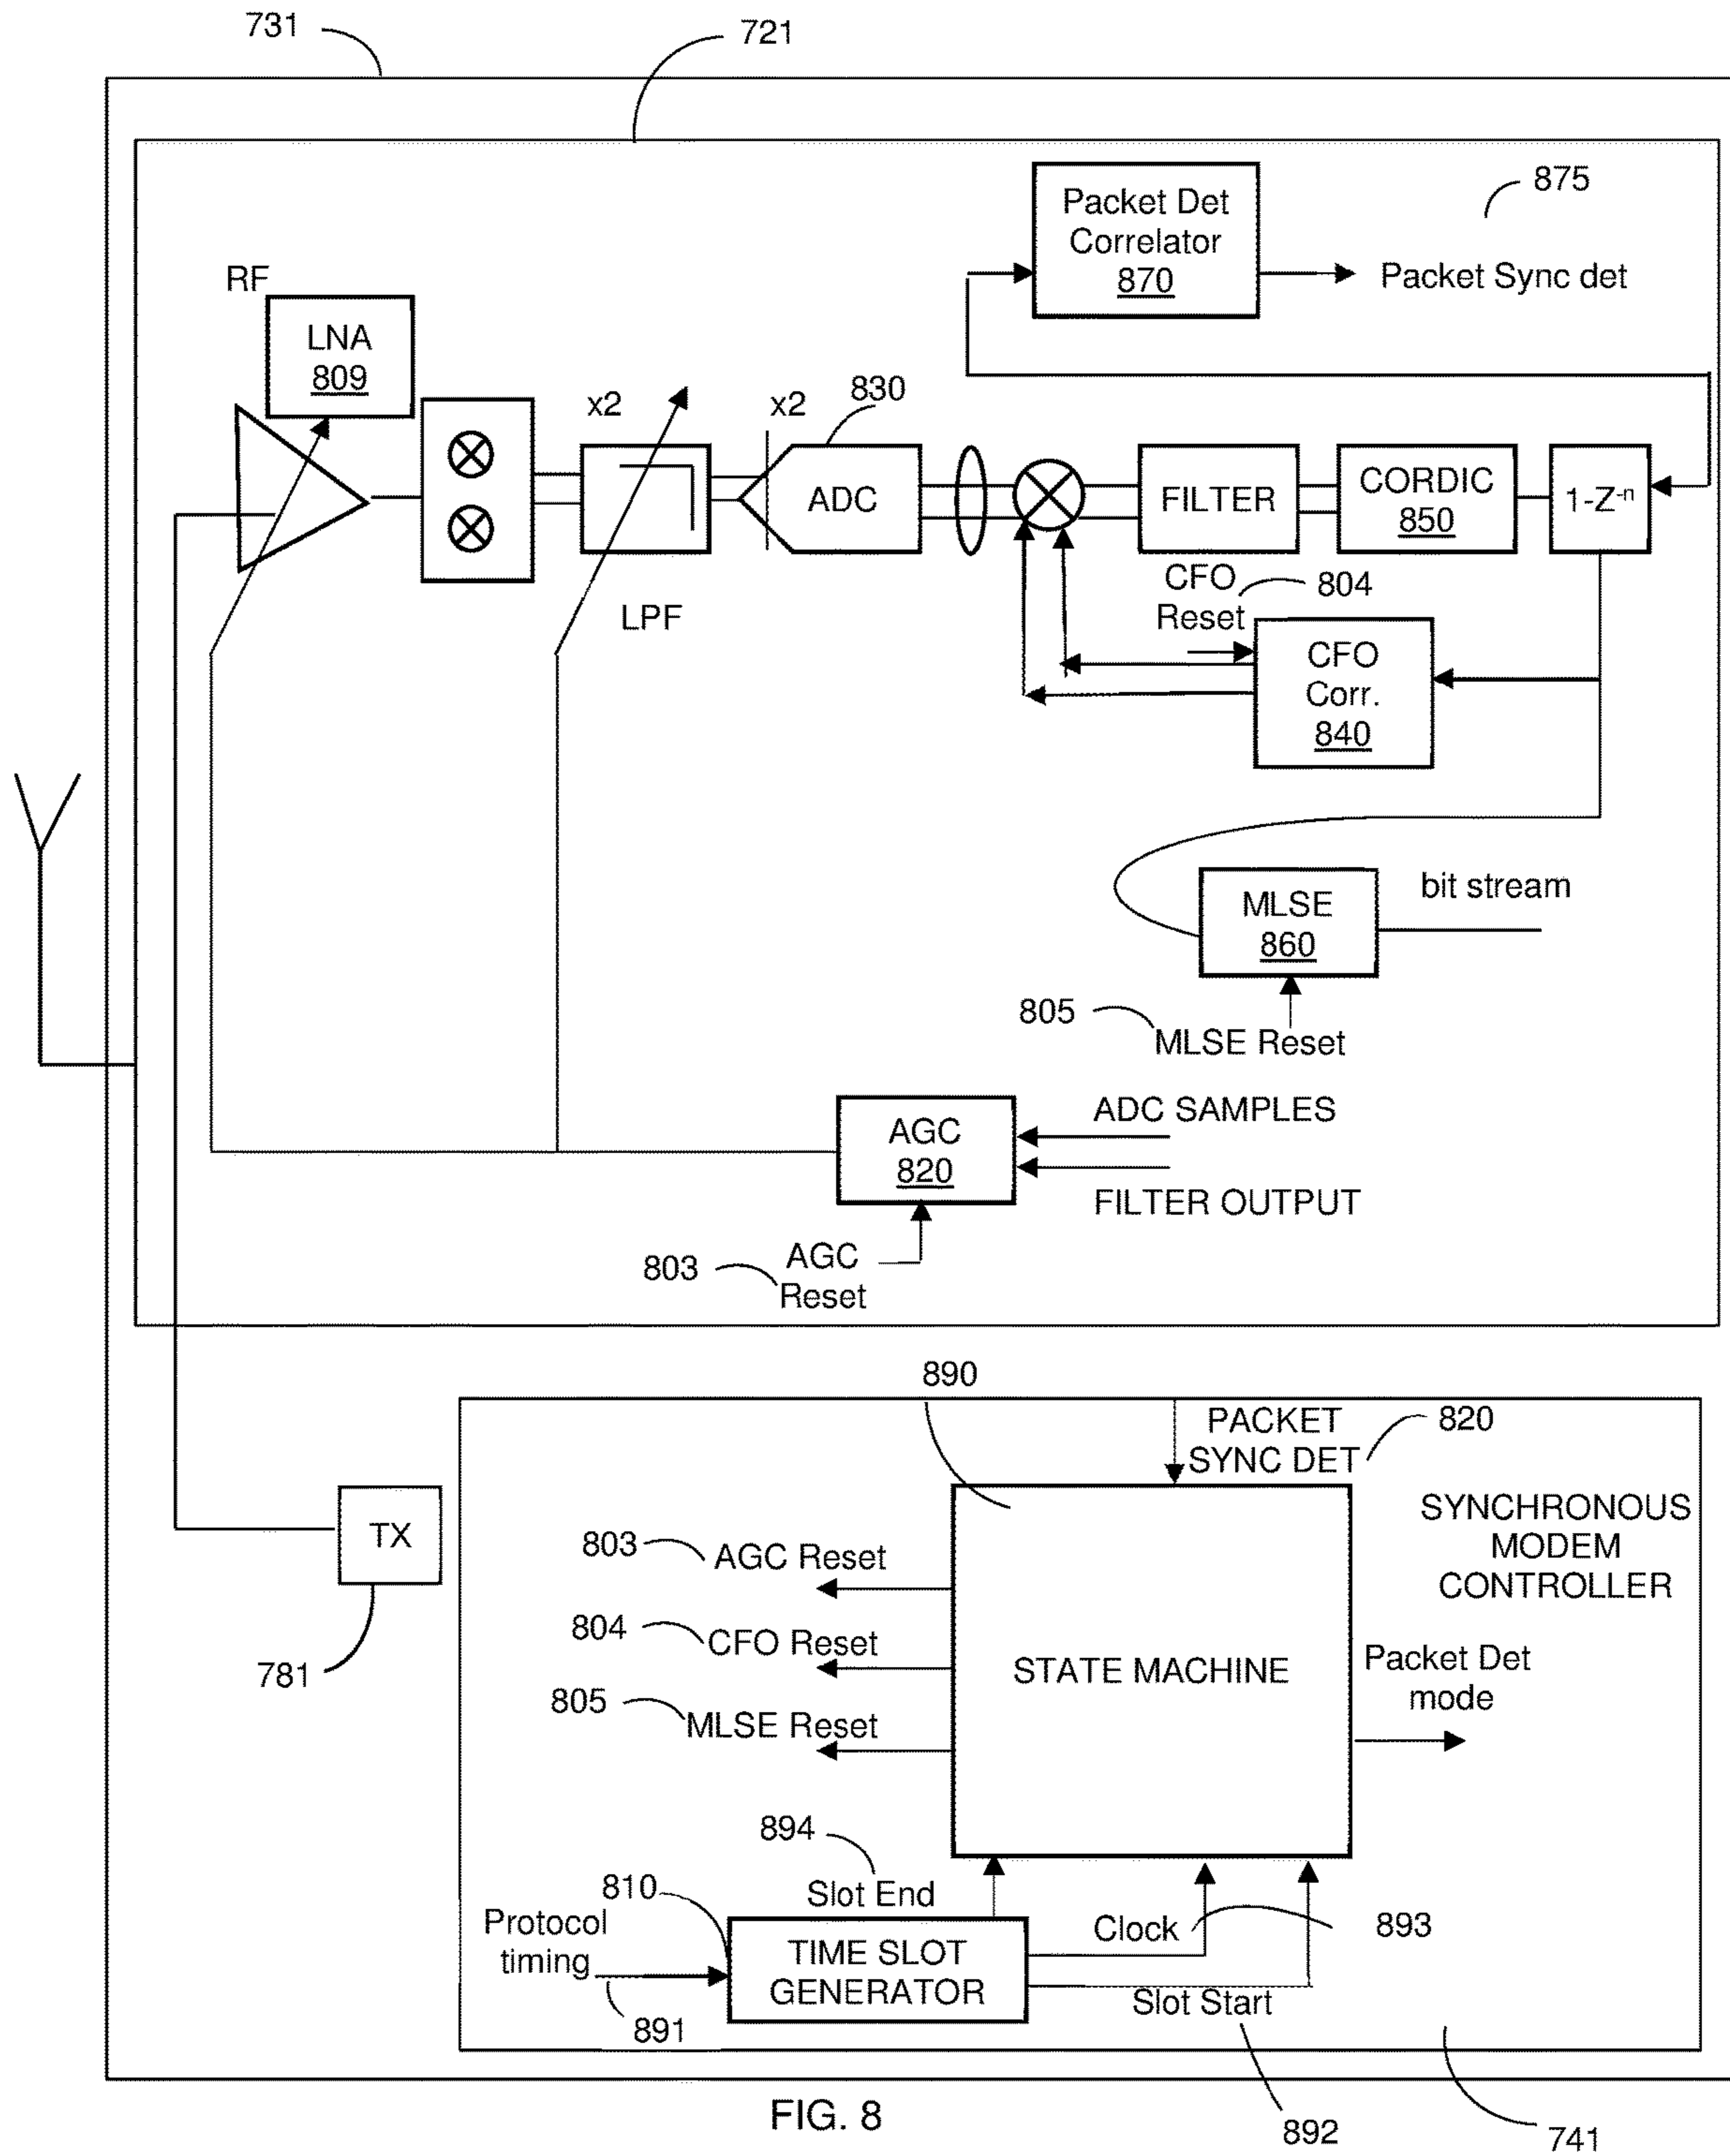 731
721
875
Packet Det
Correlator
870
Packet Sync det
RF
LNA
809
x2
x2
830
ADC
FILTER
CORDIC
850
1-Z⁻ⁿ
LPF
CFO
Reset
804
CFO
Corr.
840
MLSE
860
bit stream
805
MLSE Reset
AGC
820
ADC SAMPLES
FILTER OUTPUT
803
AGC
Reset
890
PACKET
SYNC DET
820
SYNCHRONOUS
MODEM
CONTROLLER
TX
781
803
AGC Reset
804
CFO Reset
805
MLSE Reset
STATE MACHINE
Packet Det
mode
894
Slot End
810
Protocol
timing
891
TIME SLOT
GENERATOR
Clock
893
Slot Start
892
741
FIG. 8